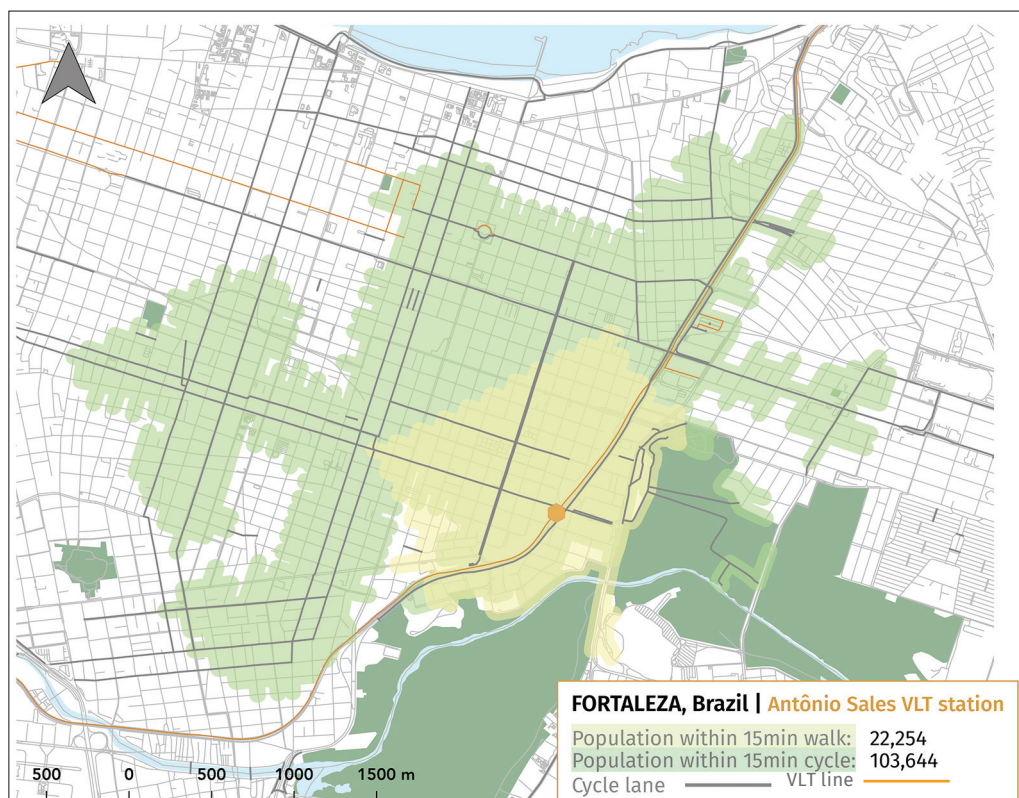 FORTALEZA, Brazil | Antônio Sales VLT station
Population within 15min walk: 22,254
Population within 15min cycle: 103,644
Cycle lane VLT line
500 0 500 1000 1500 m